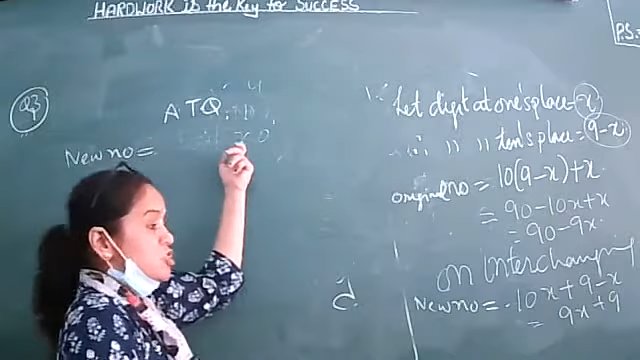 HARDWORK is the Key for SUCCESS
P.S.
Q3
ATQ,
New no =
Let digit at one's place = x
" " " ten's place = 9-x
original no = 10(9-x)+x
= 90-10x+x
= 90-9x
On Interchanging
New no = 10x+9-x
= 9x+9